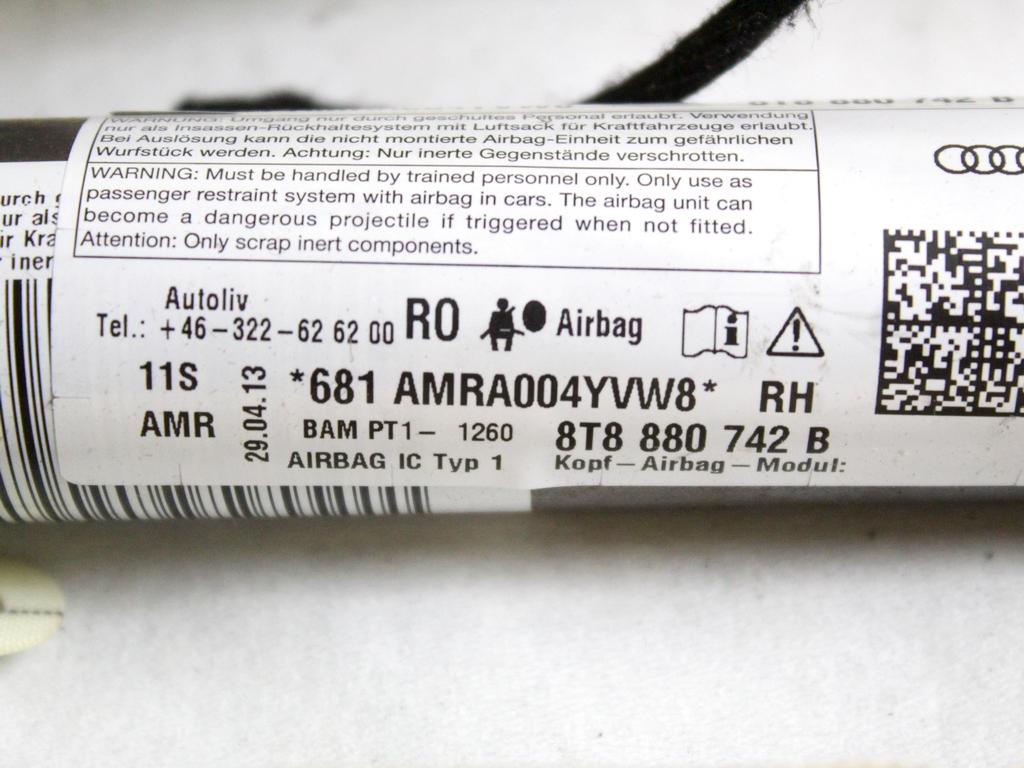 880 742 B
WARNUNG: Umgang nur durch geschultes Personal erlaubt. Verwendung
nur als Insassen-Rückhaltesystem mit Luftsack für Kraftfahrzeuge erlaubt.
Bei Auslösung kann die nicht montierte Airbag-Einheit zum gefährlichen
Wurfstück werden. Achtung: Nur inerte Gegenstände verschrotten.
WARNING: Must be handled by trained personnel only. Only use as
passenger restraint system with airbag in cars. The airbag unit can
become a dangerous projectile if triggered when not fitted.
Attention: Only scrap inert components.
Autoliv
Tel.: +46-322-626200 RO Airbag
11S 29.04.13 *681 AMRA004YVW8* RH
AMR BAM PT1- 1260 8T8 880 742 B
AIRBAG IC Typ 1 Kopf-Airbag-Modul: